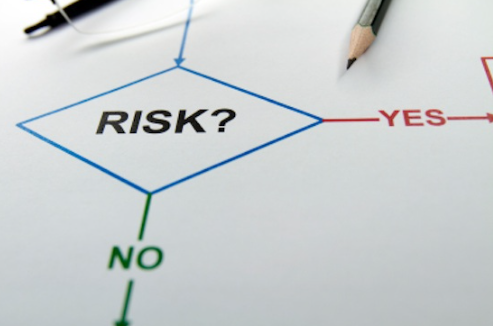 RISK?
YES
NO